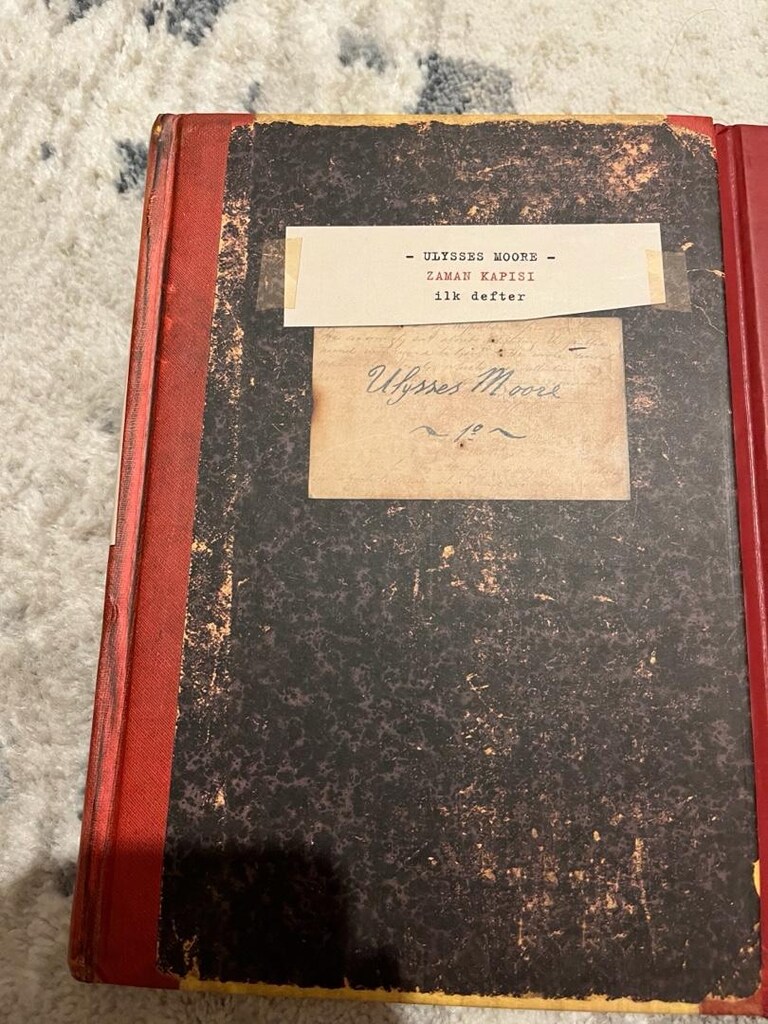 - ULYSSES MOORE -
ZAMAN KAPISI
ilk defter
Ulysses Moore
~ 1º ~